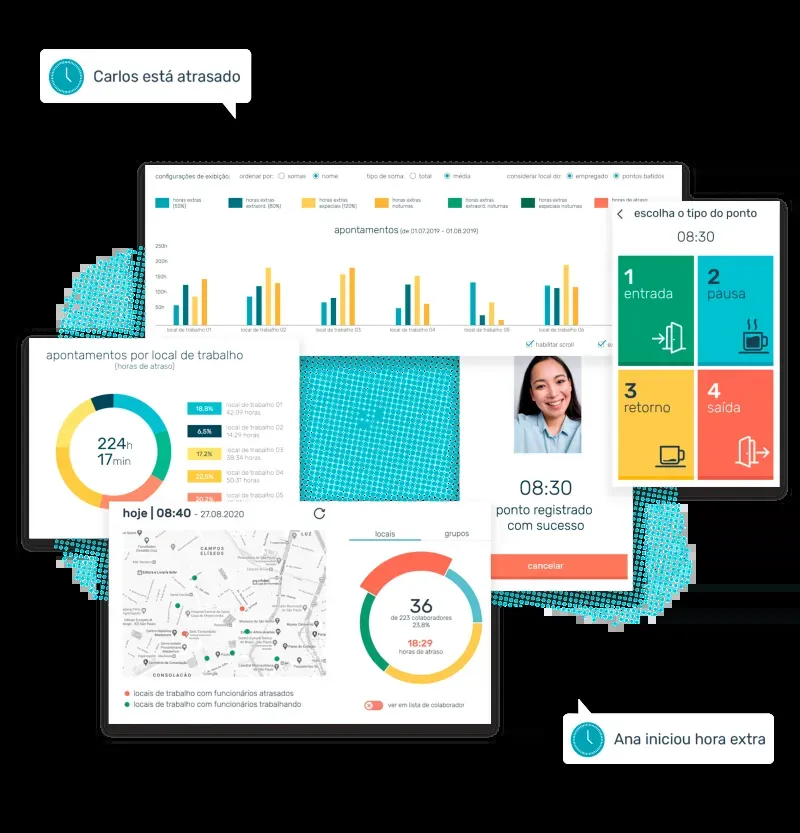 Carlos está atrasado
configurações de exibição:
ordenar por:
somas
nome
tipo de soma:
total
média
considerar local do:
empregado
pontos batidos
horas extras
(50%)
horas extras
extraord. (80%)
horas extras
especiais (120%)
horas extras
noturnas
horas extras
extraord. noturnas
horas extras
especiais noturnas
horas de atraso
apontamentos (de 01.07.2019 - 01.08.2019)
250h
200h
150h
100h
50h
local de trabalho 01
local de trabalho 02
local de trabalho 03
local de trabalho 04
local de trabalho 05
local de trabalho 06
habilitar scroll
escolha o tipo do ponto
08:30
1
entrada
2
pausa
3
retorno
4
saída
apontamentos por local de trabalho
(horas de atraso)
224h
17min
18,8%
local de trabalho 01
42:09 horas
6,5%
local de trabalho 02
14:29 horas
17,2%
local de trabalho 03
38:34 horas
22,5%
local de trabalho 04
50:31 horas
20,2%
local de trabalho 05
08:30
ponto registrado
com sucesso
cancelar
hoje | 08:40 - 27.08.2020
locais
grupos
LUZ
CAMPOS
ELÍSEOS
CONSOLAÇÃO
Google
36
de 223 colaboradores
23,8%
18:29
horas de atraso
locais de trabalho com funcionários atrasados
locais de trabalho com funcionários trabalhando
ver em lista de colaborador
Ana iniciou hora extra